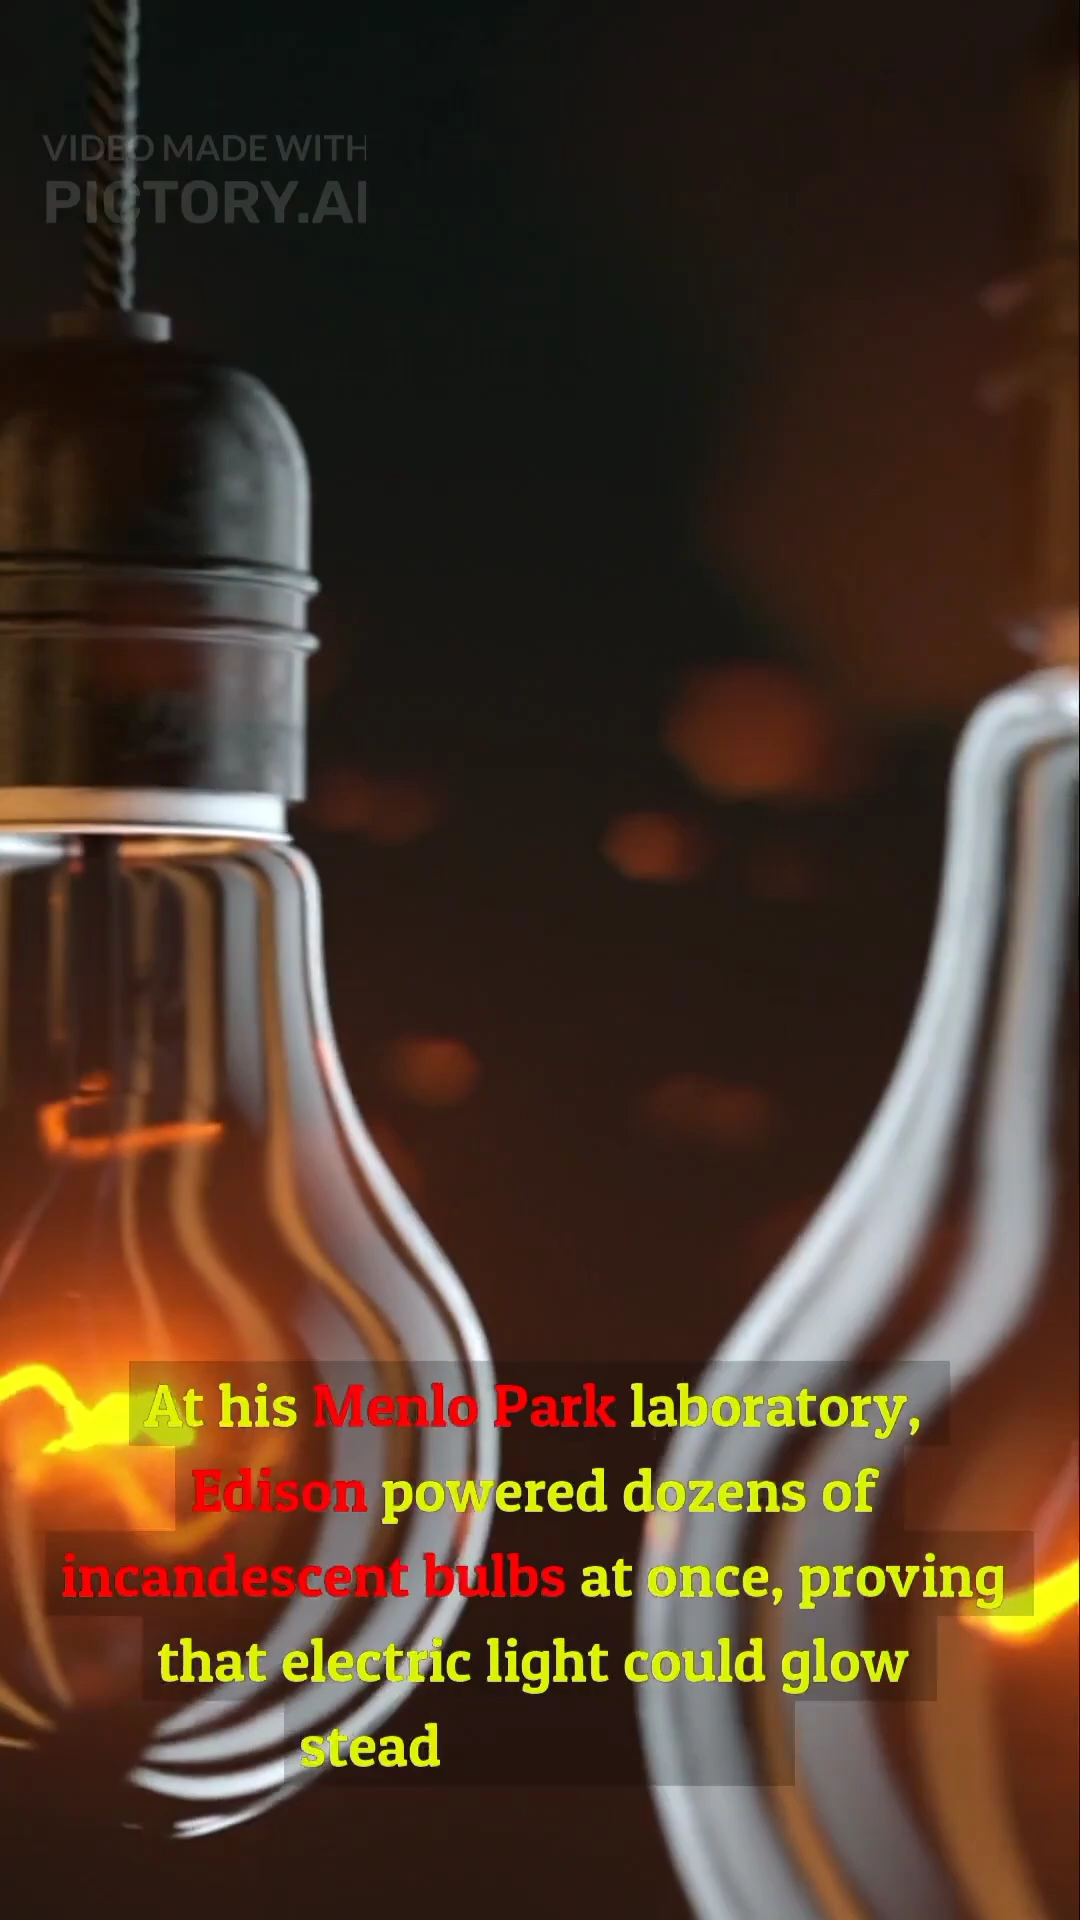 VIDEO MADE WITH
PICTORY.AI
At his Menlo Park laboratory,
Edison powered dozens of
incandescent bulbs at once, proving
that electric light could glow
stead